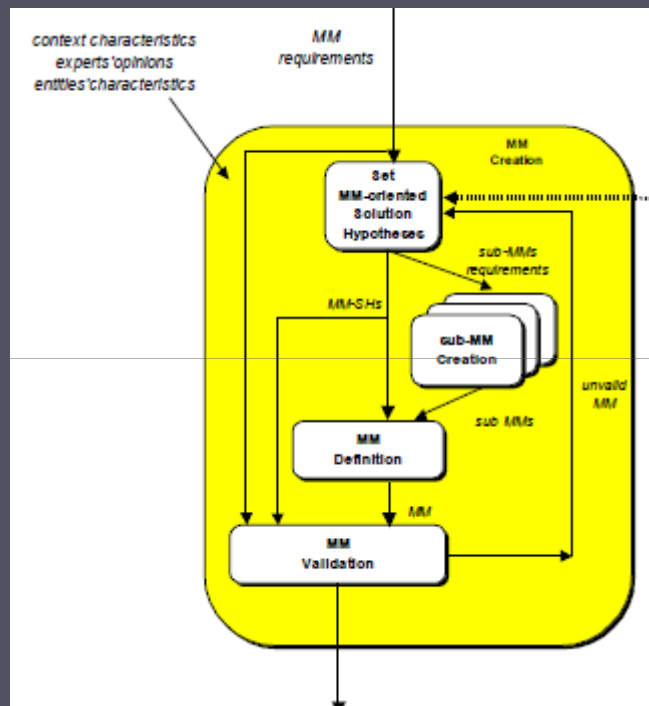 context characteristics
experts'opinions
entities'characteristics
MM
requirements
MM
Creation
Set
MM-oriented
Solution
Hypotheses
sub-MMs
requirements
MM-SHs
sub-MM
Creation
unvalid
MM
sub MMs
MM
Definition
MM
MM
Validation